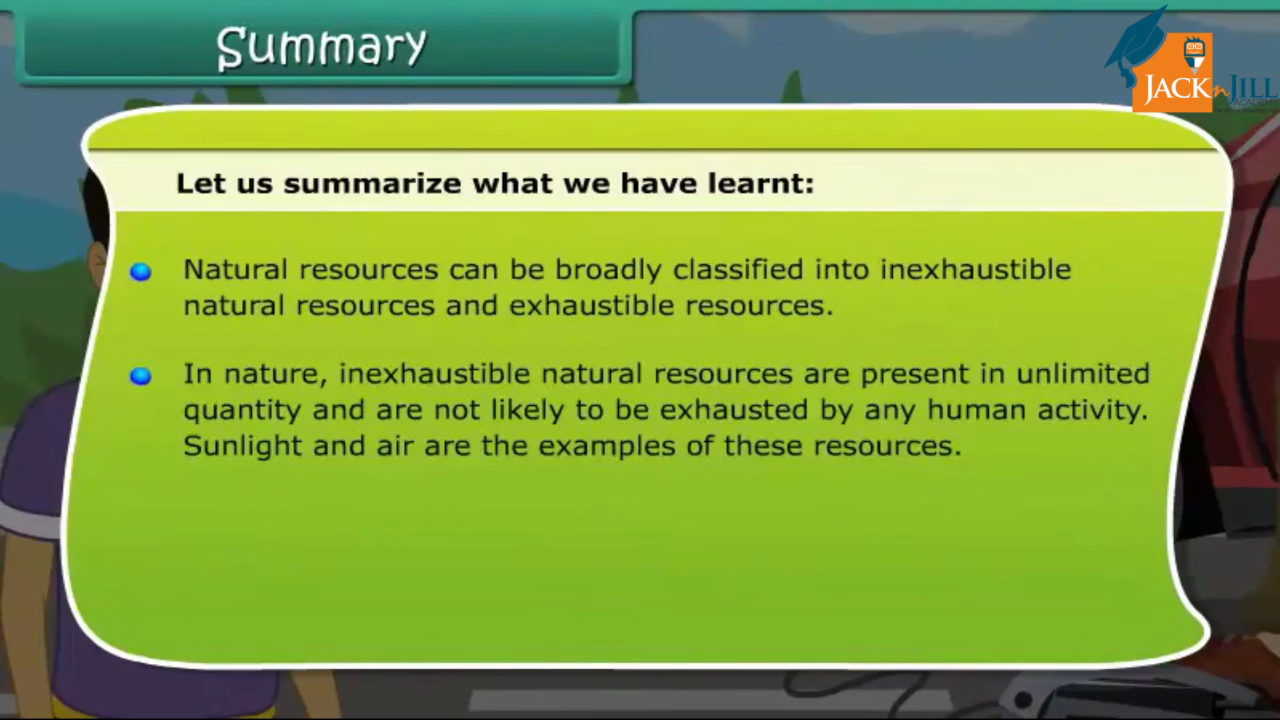 Summary
JACK n JILL
ACADEMY
Let us summarize what we have learnt:
Natural resources can be broadly classified into inexhaustible
natural resources and exhaustible resources.
In nature, inexhaustible natural resources are present in unlimited
quantity and are not likely to be exhausted by any human activity.
Sunlight and air are the examples of these resources.